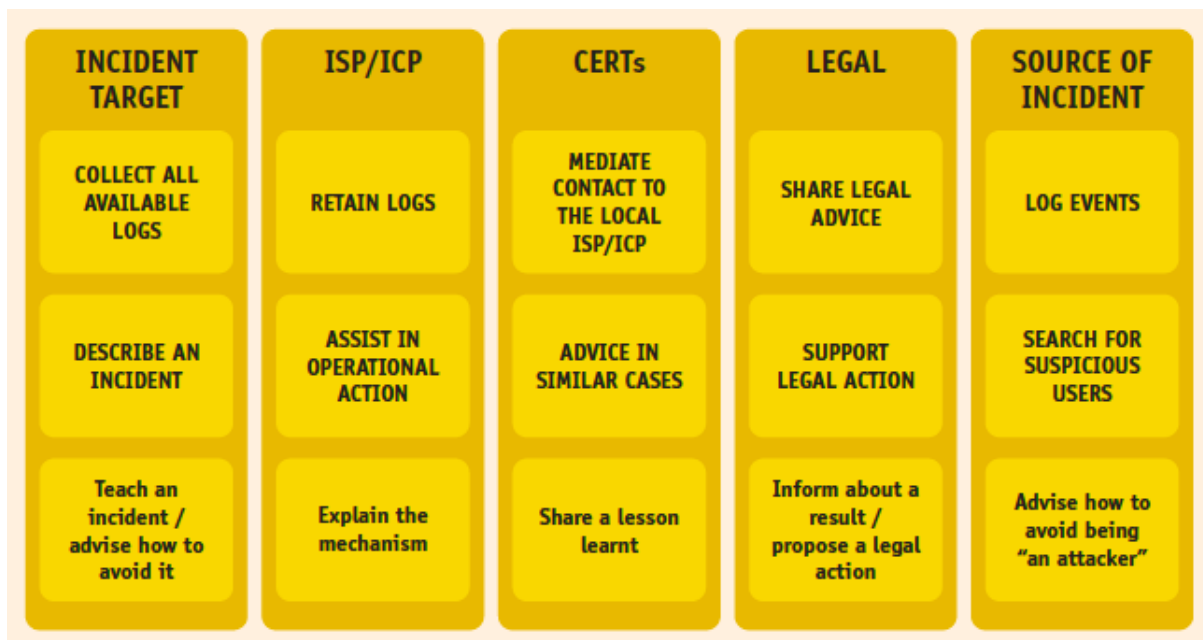 INCIDENT
TARGET
COLLECT ALL
AVAILABLE
LOGS
DESCRIBE AN
INCIDENT
Teach an
incident /
advise how to
avoid it
ISP/ICP
RETAIN LOGS
ASSIST IN
OPERATIONAL
ACTION
Explain the
mechanism
CERTs
MEDIATE
CONTACT TO
THE LOCAL
ISP/ICP
ADVICE IN
SIMILAR CASES
Share a lesson
learnt
LEGAL
SHARE LEGAL
ADVICE
SUPPORT
LEGAL ACTION
Inform about a
result /
propose a legal
action
SOURCE OF
INCIDENT
LOG EVENTS
SEARCH FOR
SUSPICIOUS
USERS
Advise how to
avoid being
“an attacker”